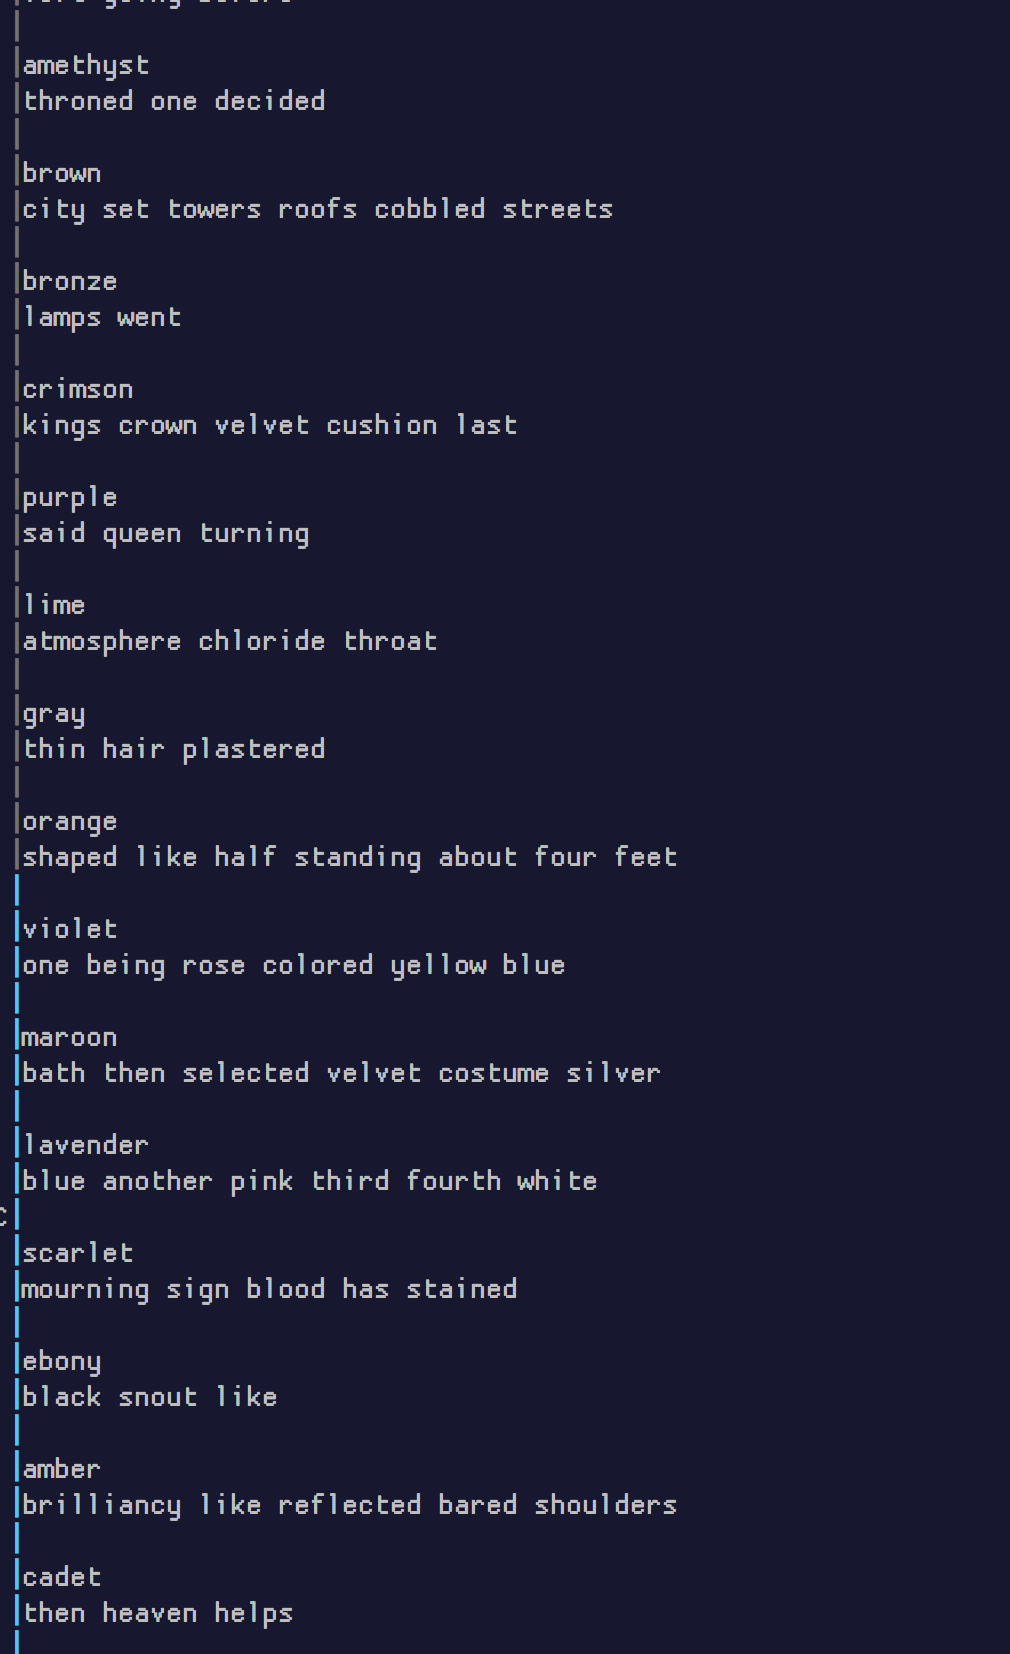 amethyst
throned one decided
brown
city set towers roofs cobbled streets
bronze
lamps went
crimson
kings crown velvet cushion last
purple
said queen turning
lime
atmosphere chloride throat
gray
thin hair plastered
orange
shaped like half standing about four feet
violet
one being rose colored yellow blue
maroon
bath then selected velvet costume silver
lavender
blue another pink third fourth white
scarlet
mourning sign blood has stained
ebony
black snout like
amber
brilliancy like reflected bared shoulders
cadet
then heaven helps